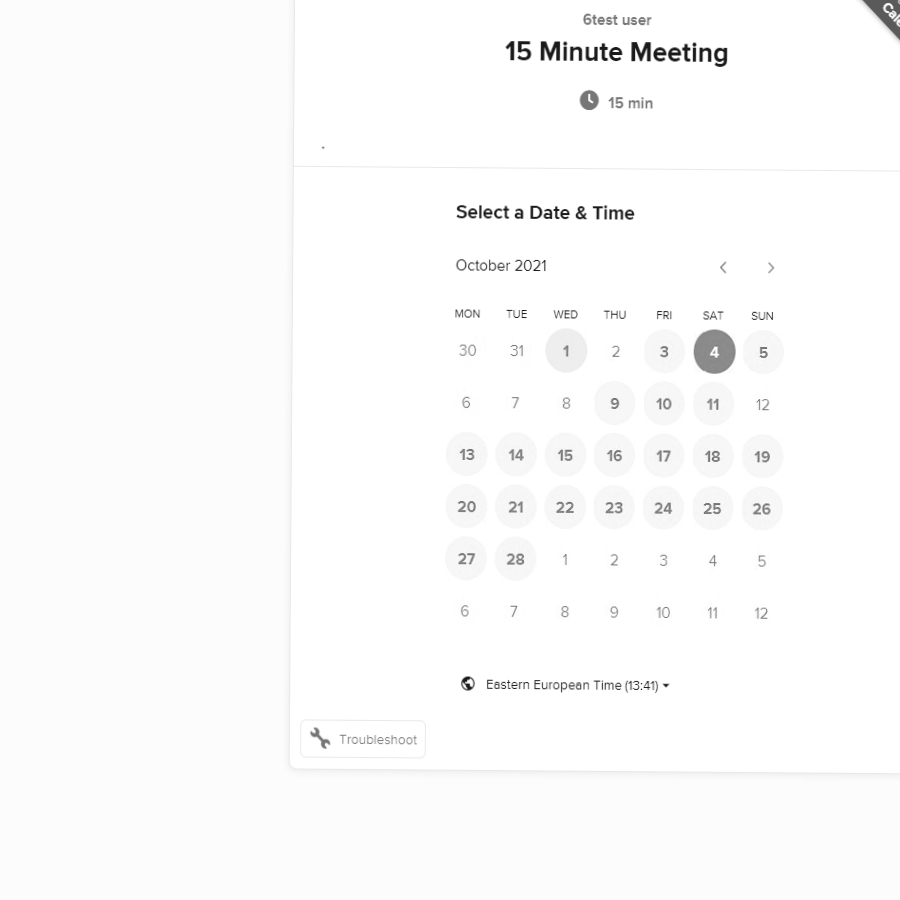 6test user
15 Minute Meeting
15 min
.
Select a Date & Time
October 2021
MON TUE WED THU FRI SAT SUN
30 31 1 2 3 4 5
6 7 8 9 10 11 12
13 14 15 16 17 18 19
20 21 22 23 24 25 26
27 28 1 2 3 4 5
6 7 8 9 10 11 12
Eastern European Time (13:41)
Troubleshoot